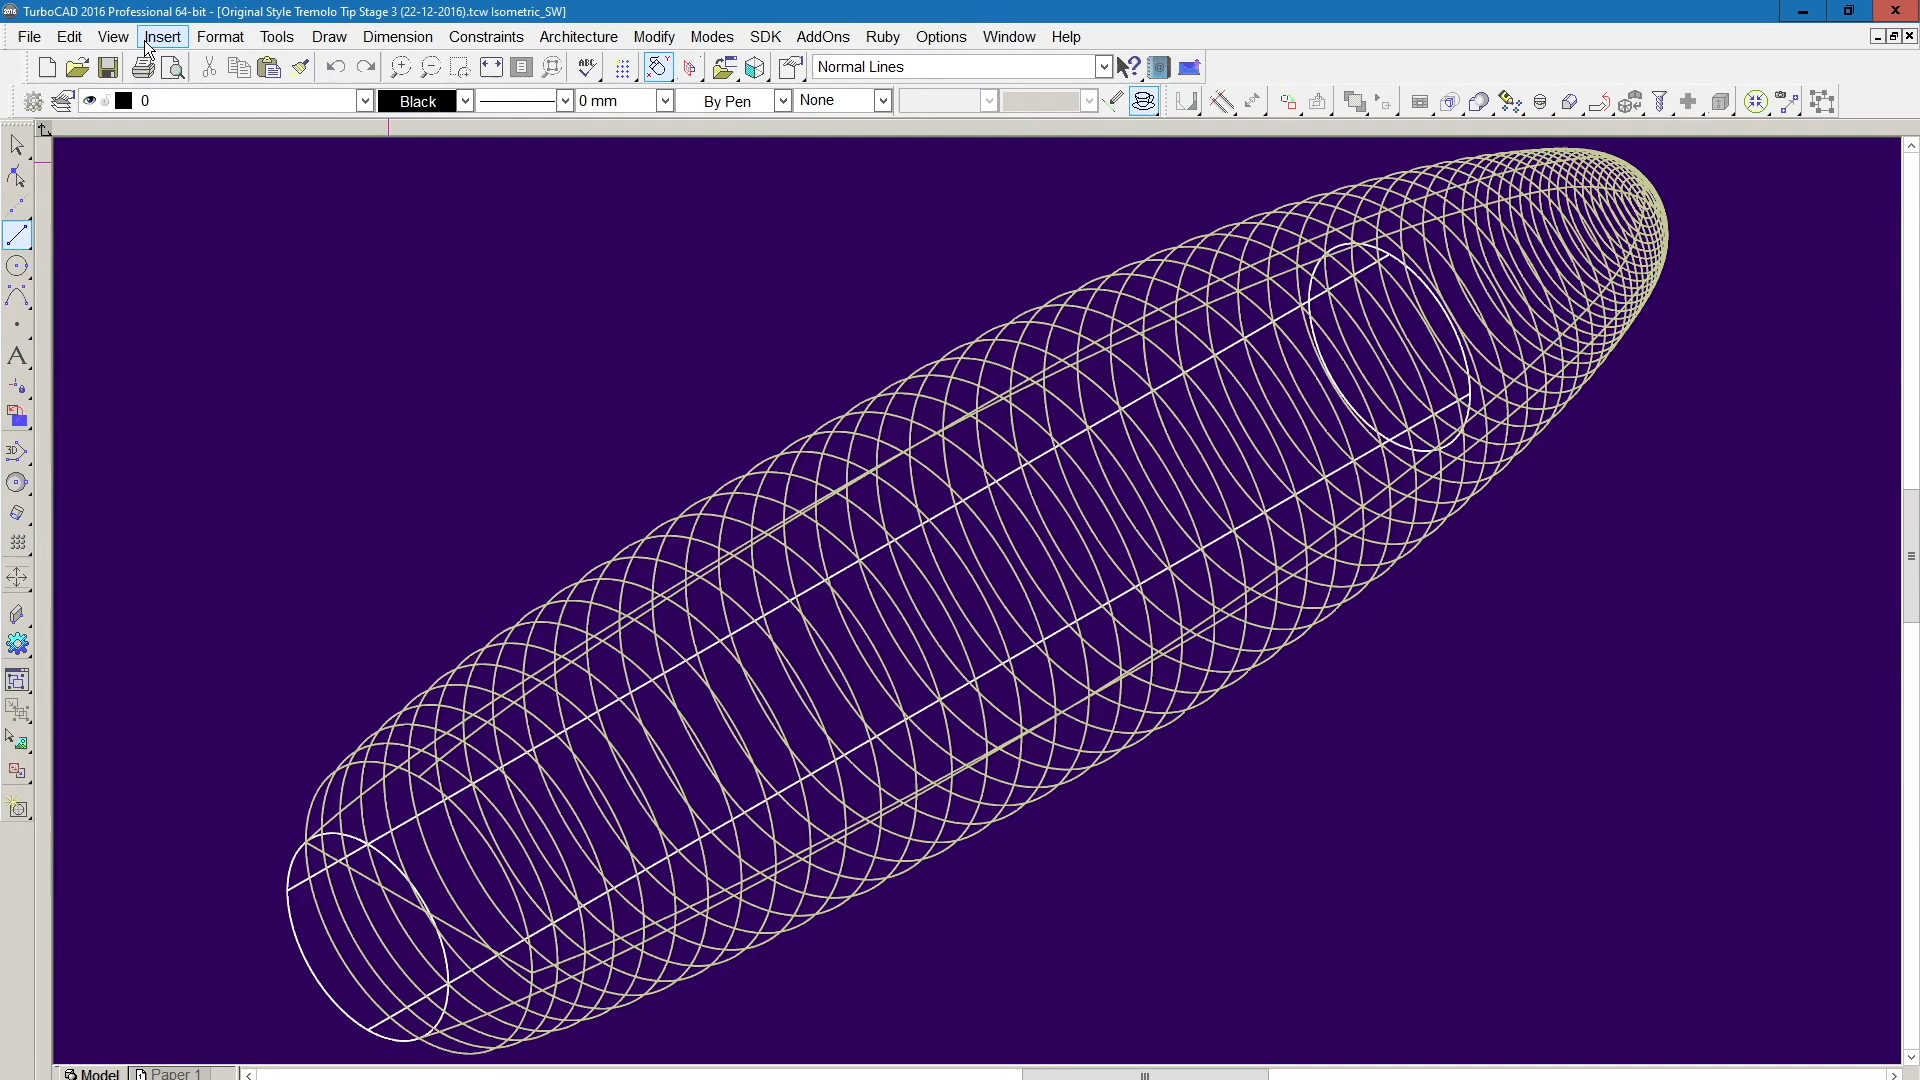 TurboCAD 2016 Professional 64-bit - [Original Style Tremolo Tip Stage 3 (22-12-2016).tcw Isometric_SW]
File Edit View Insert Format Tools Draw Dimension Constraints Architecture Modify Modes SDK AddOns Ruby Options Window Help
ABC Normal Lines
0 Black 0 mm By Pen None
A
3D
Model Paper 1